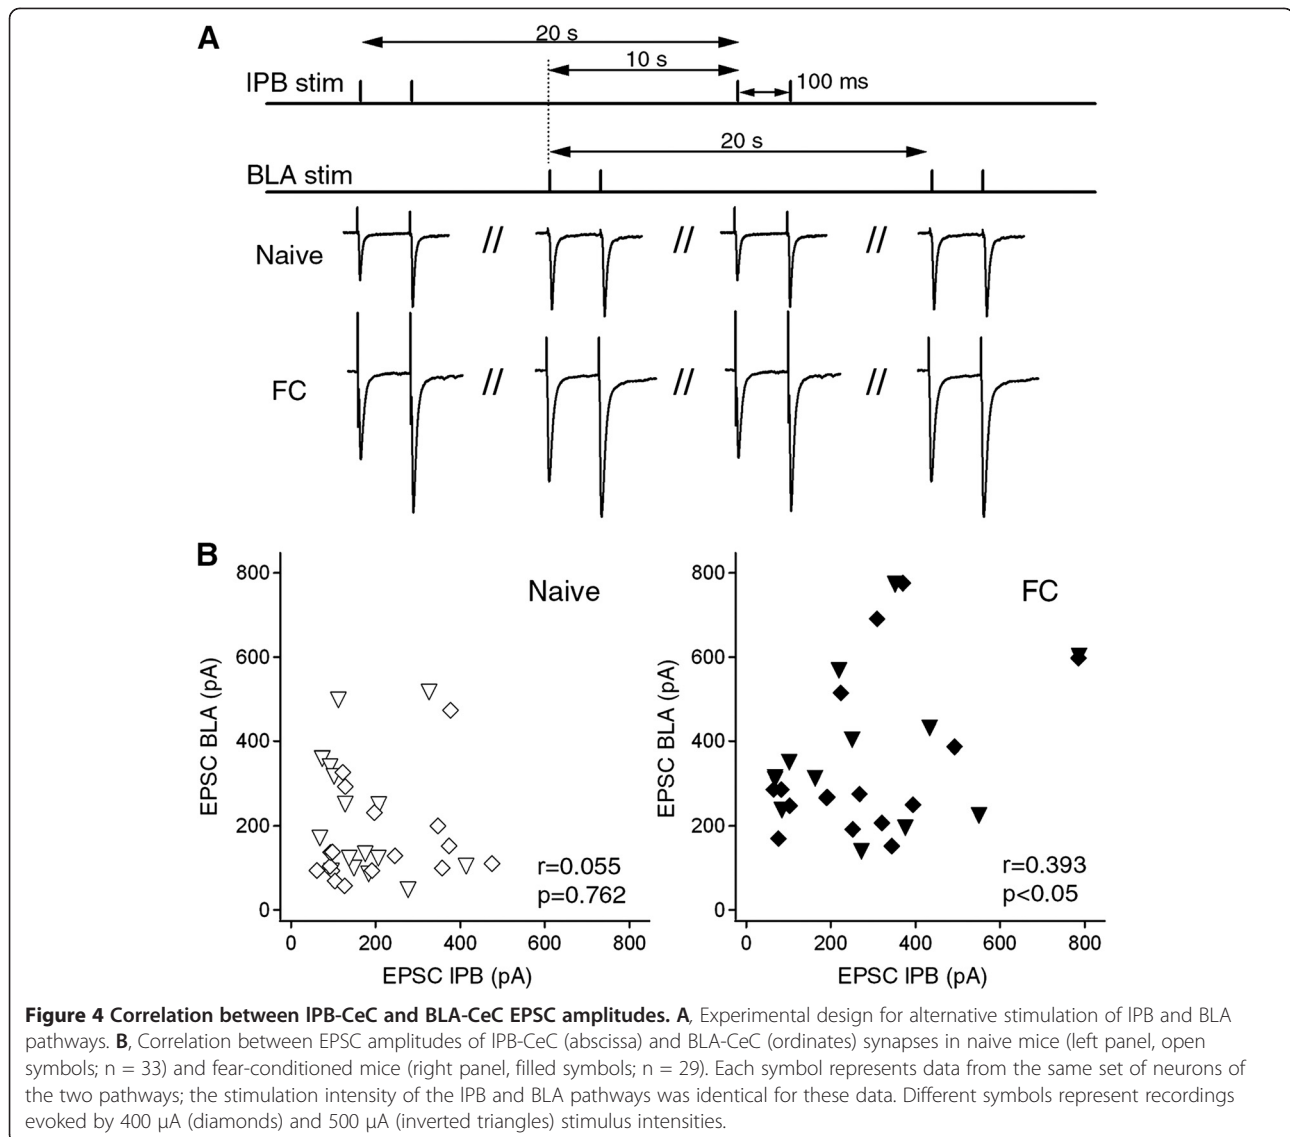 A
20 s
10 s
lPB stim
100 ms
20 s
BLA stim
Naive
//
//
//
FC
//
//
//
B
Naive
800
600
400
200
0
EPSC BLA (pA)
r=0.055
p=0.762
0 200 400 600 800
EPSC lPB (pA)
FC
800
600
400
200
0
EPSC BLA (pA)
r=0.393
p<0.05
0 200 400 600 800
EPSC lPB (pA)
Figure 4 Correlation between lPB-CeC and BLA-CeC EPSC amplitudes. A, Experimental design for alternative stimulation of lPB and BLA
pathways. B, Correlation between EPSC amplitudes of lPB-CeC (abscissa) and BLA-CeC (ordinates) synapses in naive mice (left panel, open
symbols; n = 33) and fear-conditioned mice (right panel, filled symbols; n = 29). Each symbol represents data from the same set of neurons of
the two pathways; the stimulation intensity of the lPB and BLA pathways was identical for these data. Different symbols represent recordings
evoked by 400 μA (diamonds) and 500 μA (inverted triangles) stimulus intensities.